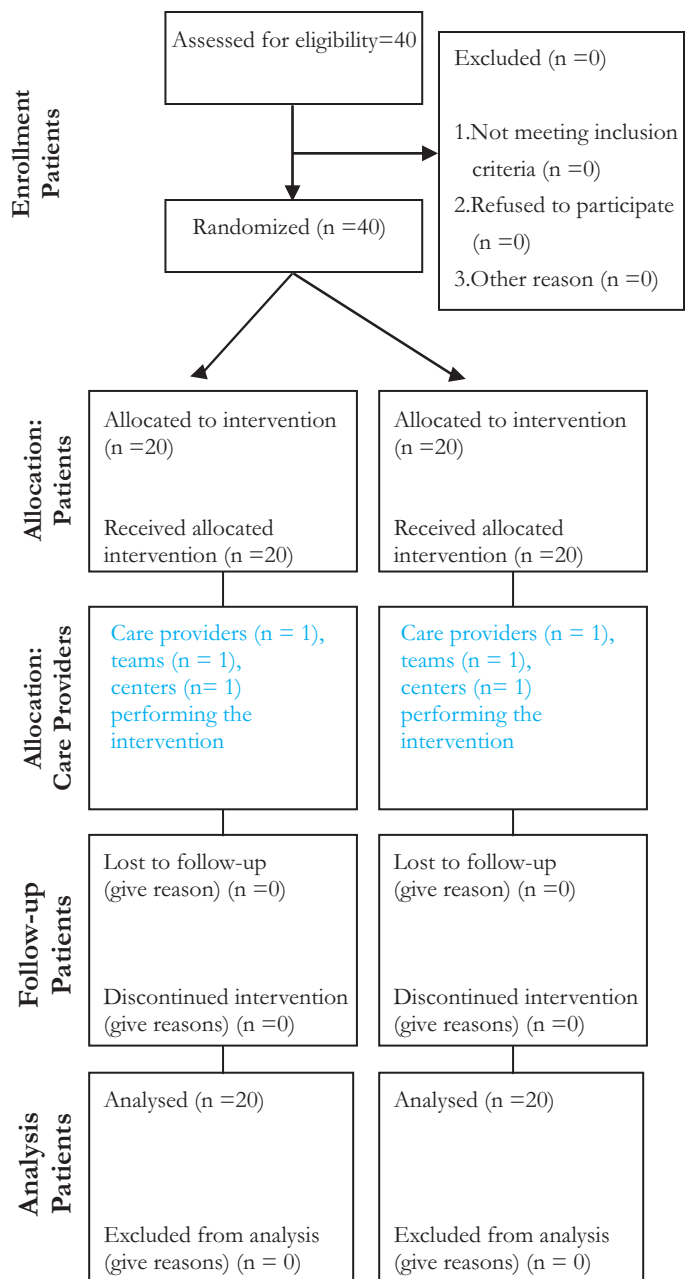 Enrollment
Patients
Assessed for eligibility=40
Excluded (n =0)
1.Not meeting inclusion
criteria (n =0)
2.Refused to participate
(n =0)
3.Other reason (n =0)
Randomized (n =40)
Allocation:
Patients
Allocated to intervention
(n =20)
Received allocated
intervention (n =20)
Allocated to intervention
(n =20)
Received allocated
intervention (n =20)
Allocation:
Care Providers
Care providers (n = 1),
teams (n = 1),
centers (n= 1)
performing the
intervention
Care providers (n = 1),
teams (n = 1),
centers (n= 1)
performing the
intervention
Follow-up
Patients
Lost to follow-up
(give reason) (n =0)
Discontinued intervention
(give reasons) (n =0)
Lost to follow-up
(give reason) (n =0)
Discontinued intervention
(give reasons) (n =0)
Analysis
Patients
Analysed (n =20)
Excluded from analysis
(give reasons) (n = 0)
Analysed (n =20)
Excluded from analysis
(give reasons) (n = 0)